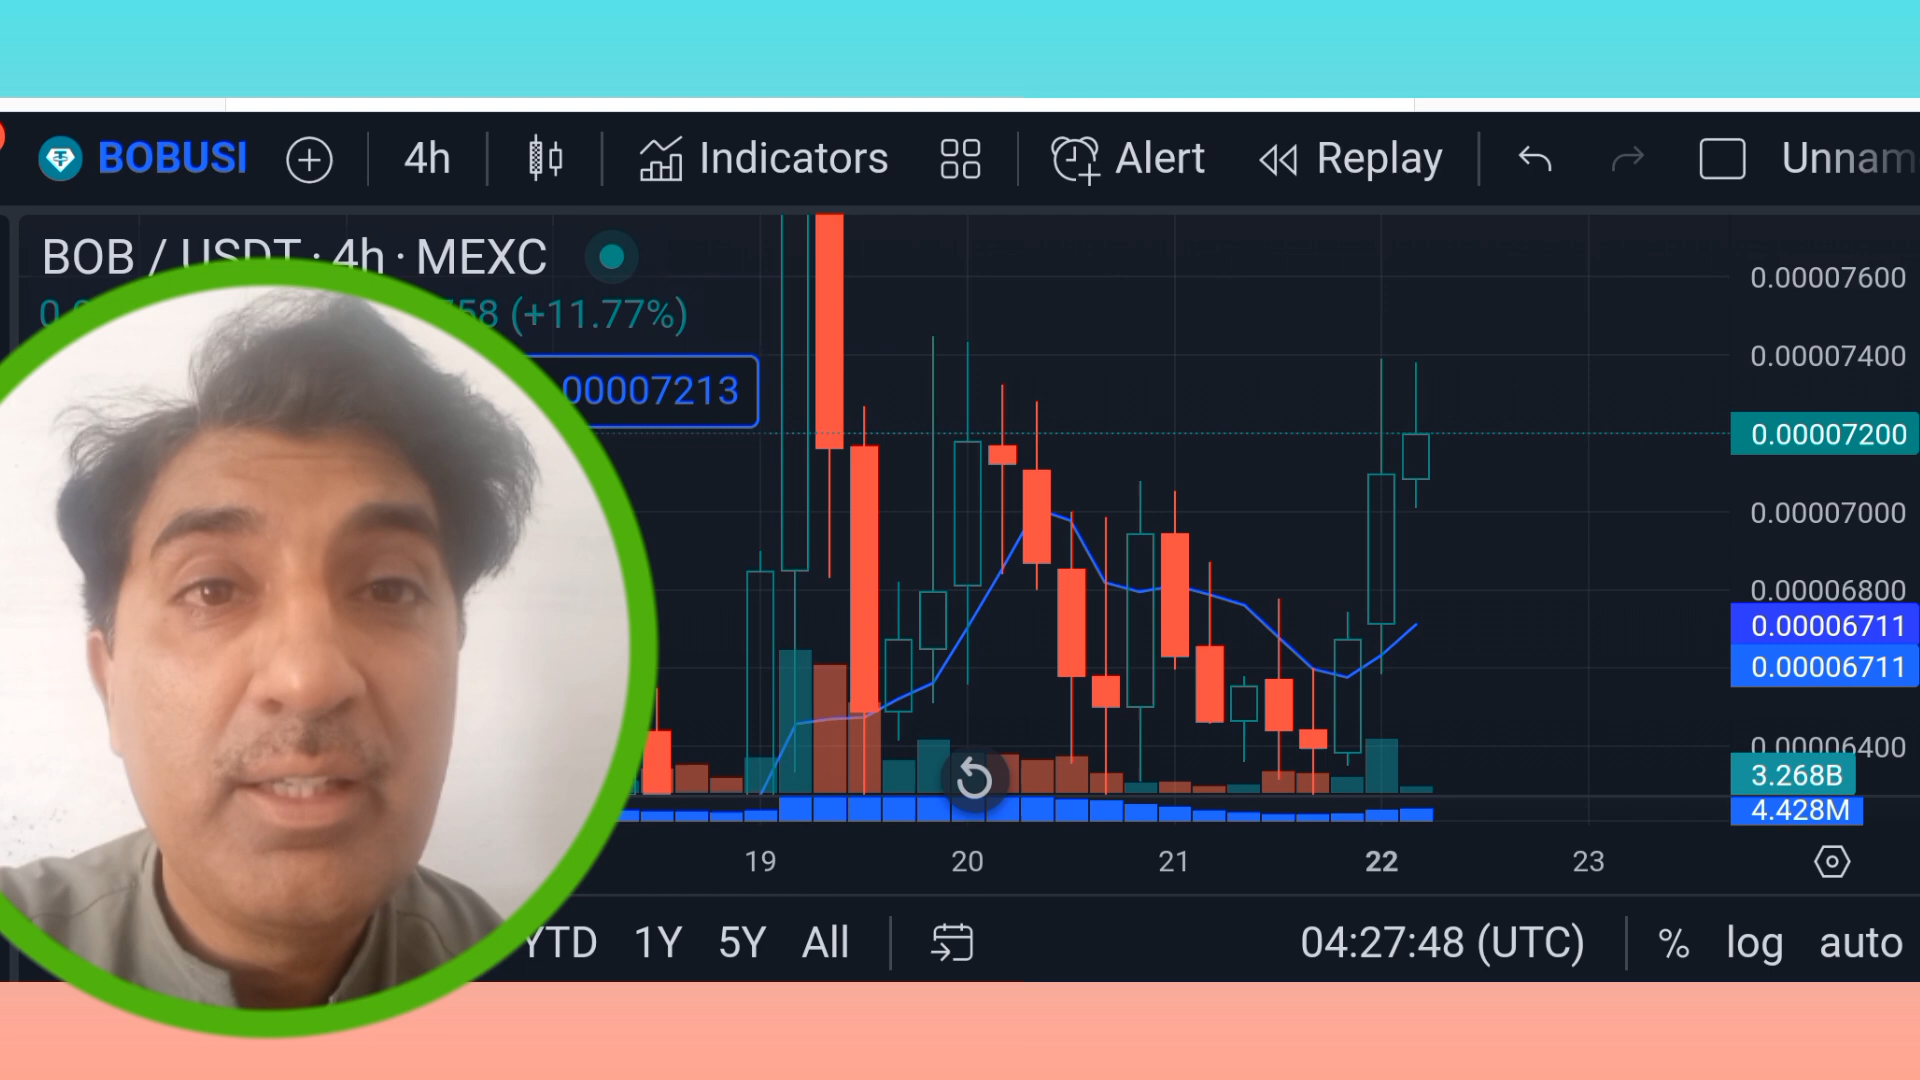 BOBUSI 4h Indicators Alert Replay Unnam
BOB / USDT · 4h · MEXC
58 (+11.77%)
00007213
0.00007600
0.00007400
0.00007200
0.00007000
0.00006800
0.00006711
0.00006711
0.00006400
3.268B
4.428M
19 20 21 22 23
YTD 1Y 5Y All 04:27:48 (UTC) % log auto